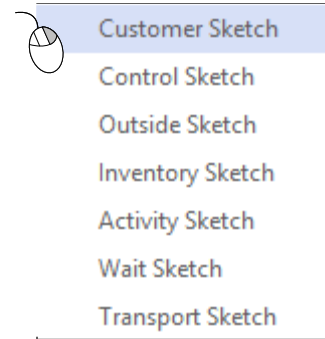 Customer Sketch
Control Sketch
Outside Sketch
Inventory Sketch
Activity Sketch
Wait Sketch
Transport Sketch